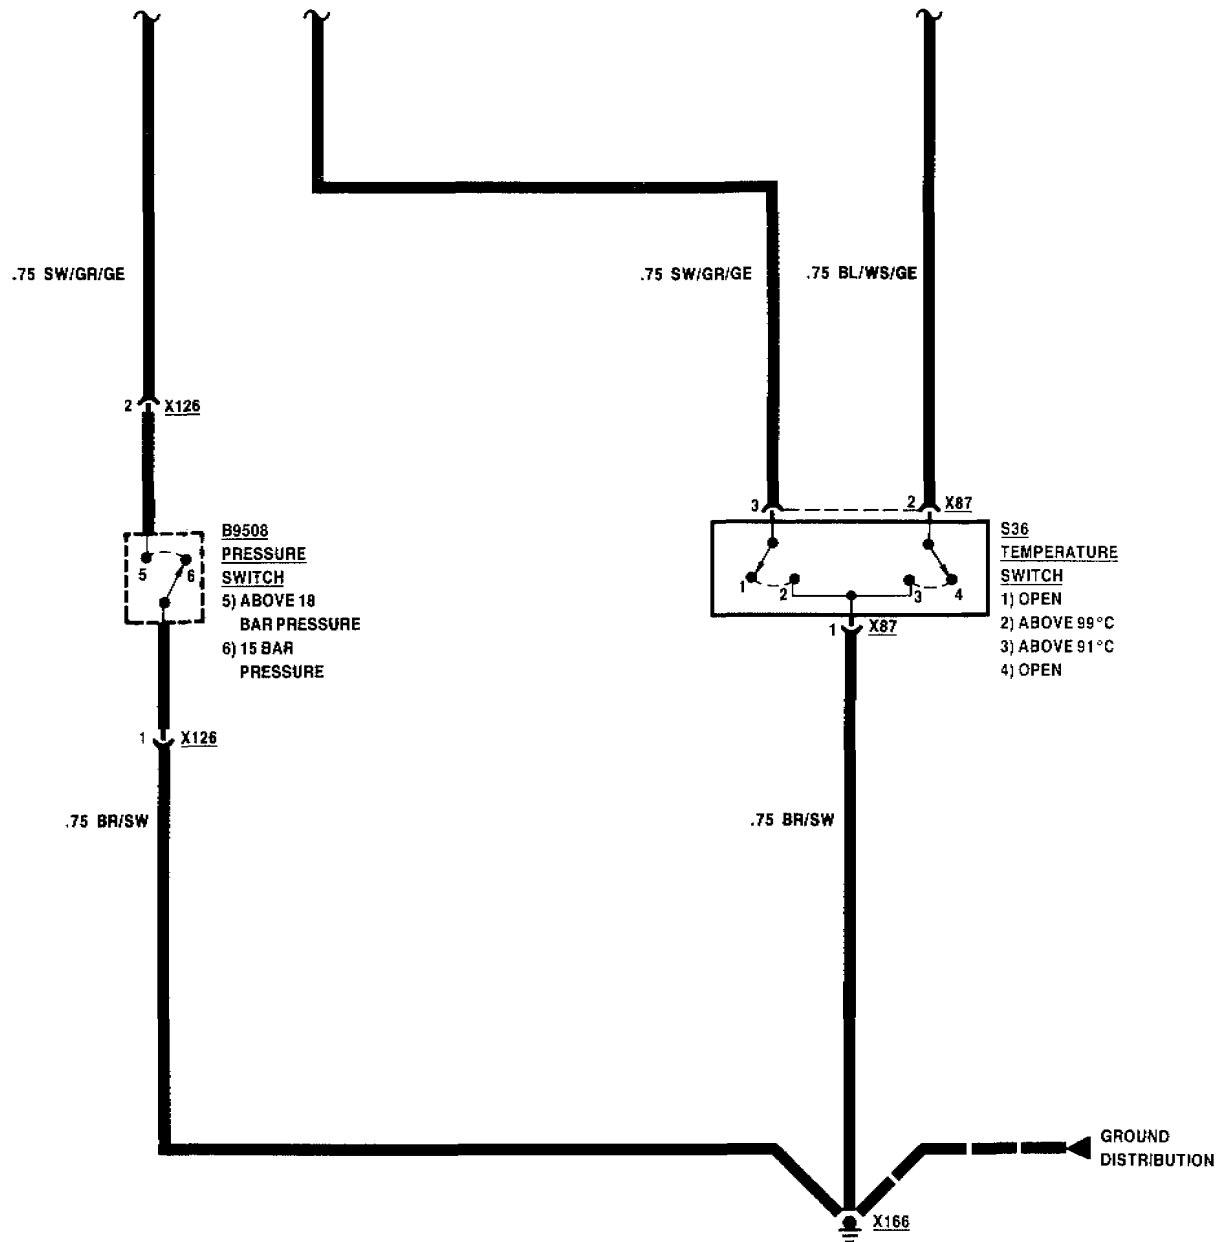 .75 SW/GR/GE
.75 SW/GR/GE
.75 BL/WS/GE
2 X126
3
2 X87
B9508
PRESSURE
SWITCH
5) ABOVE 18
BAR PRESSURE
6) 15 BAR
PRESSURE
5
6
S36
TEMPERATURE
SWITCH
1) OPEN
2) ABOVE 99°C
3) ABOVE 91°C
4) OPEN
1
2
3
4
1 X87
1 X126
.75 BR/SW
.75 BR/SW
GROUND
DISTRIBUTION
X166